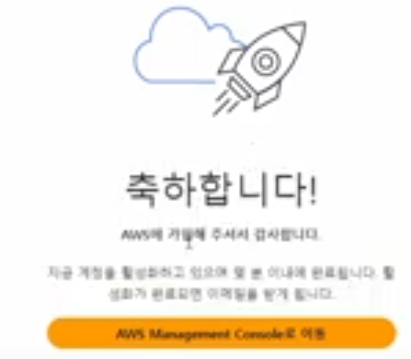 축하합니다!
AWS에 가입해 주셔서 감사합니다.
지금 계정을 활성화하고 있으며 몇 분 이내에 완료됩니다. 활
성화가 완료되면 이메일을 받게 됩니다.
AWS Management Console로 이동